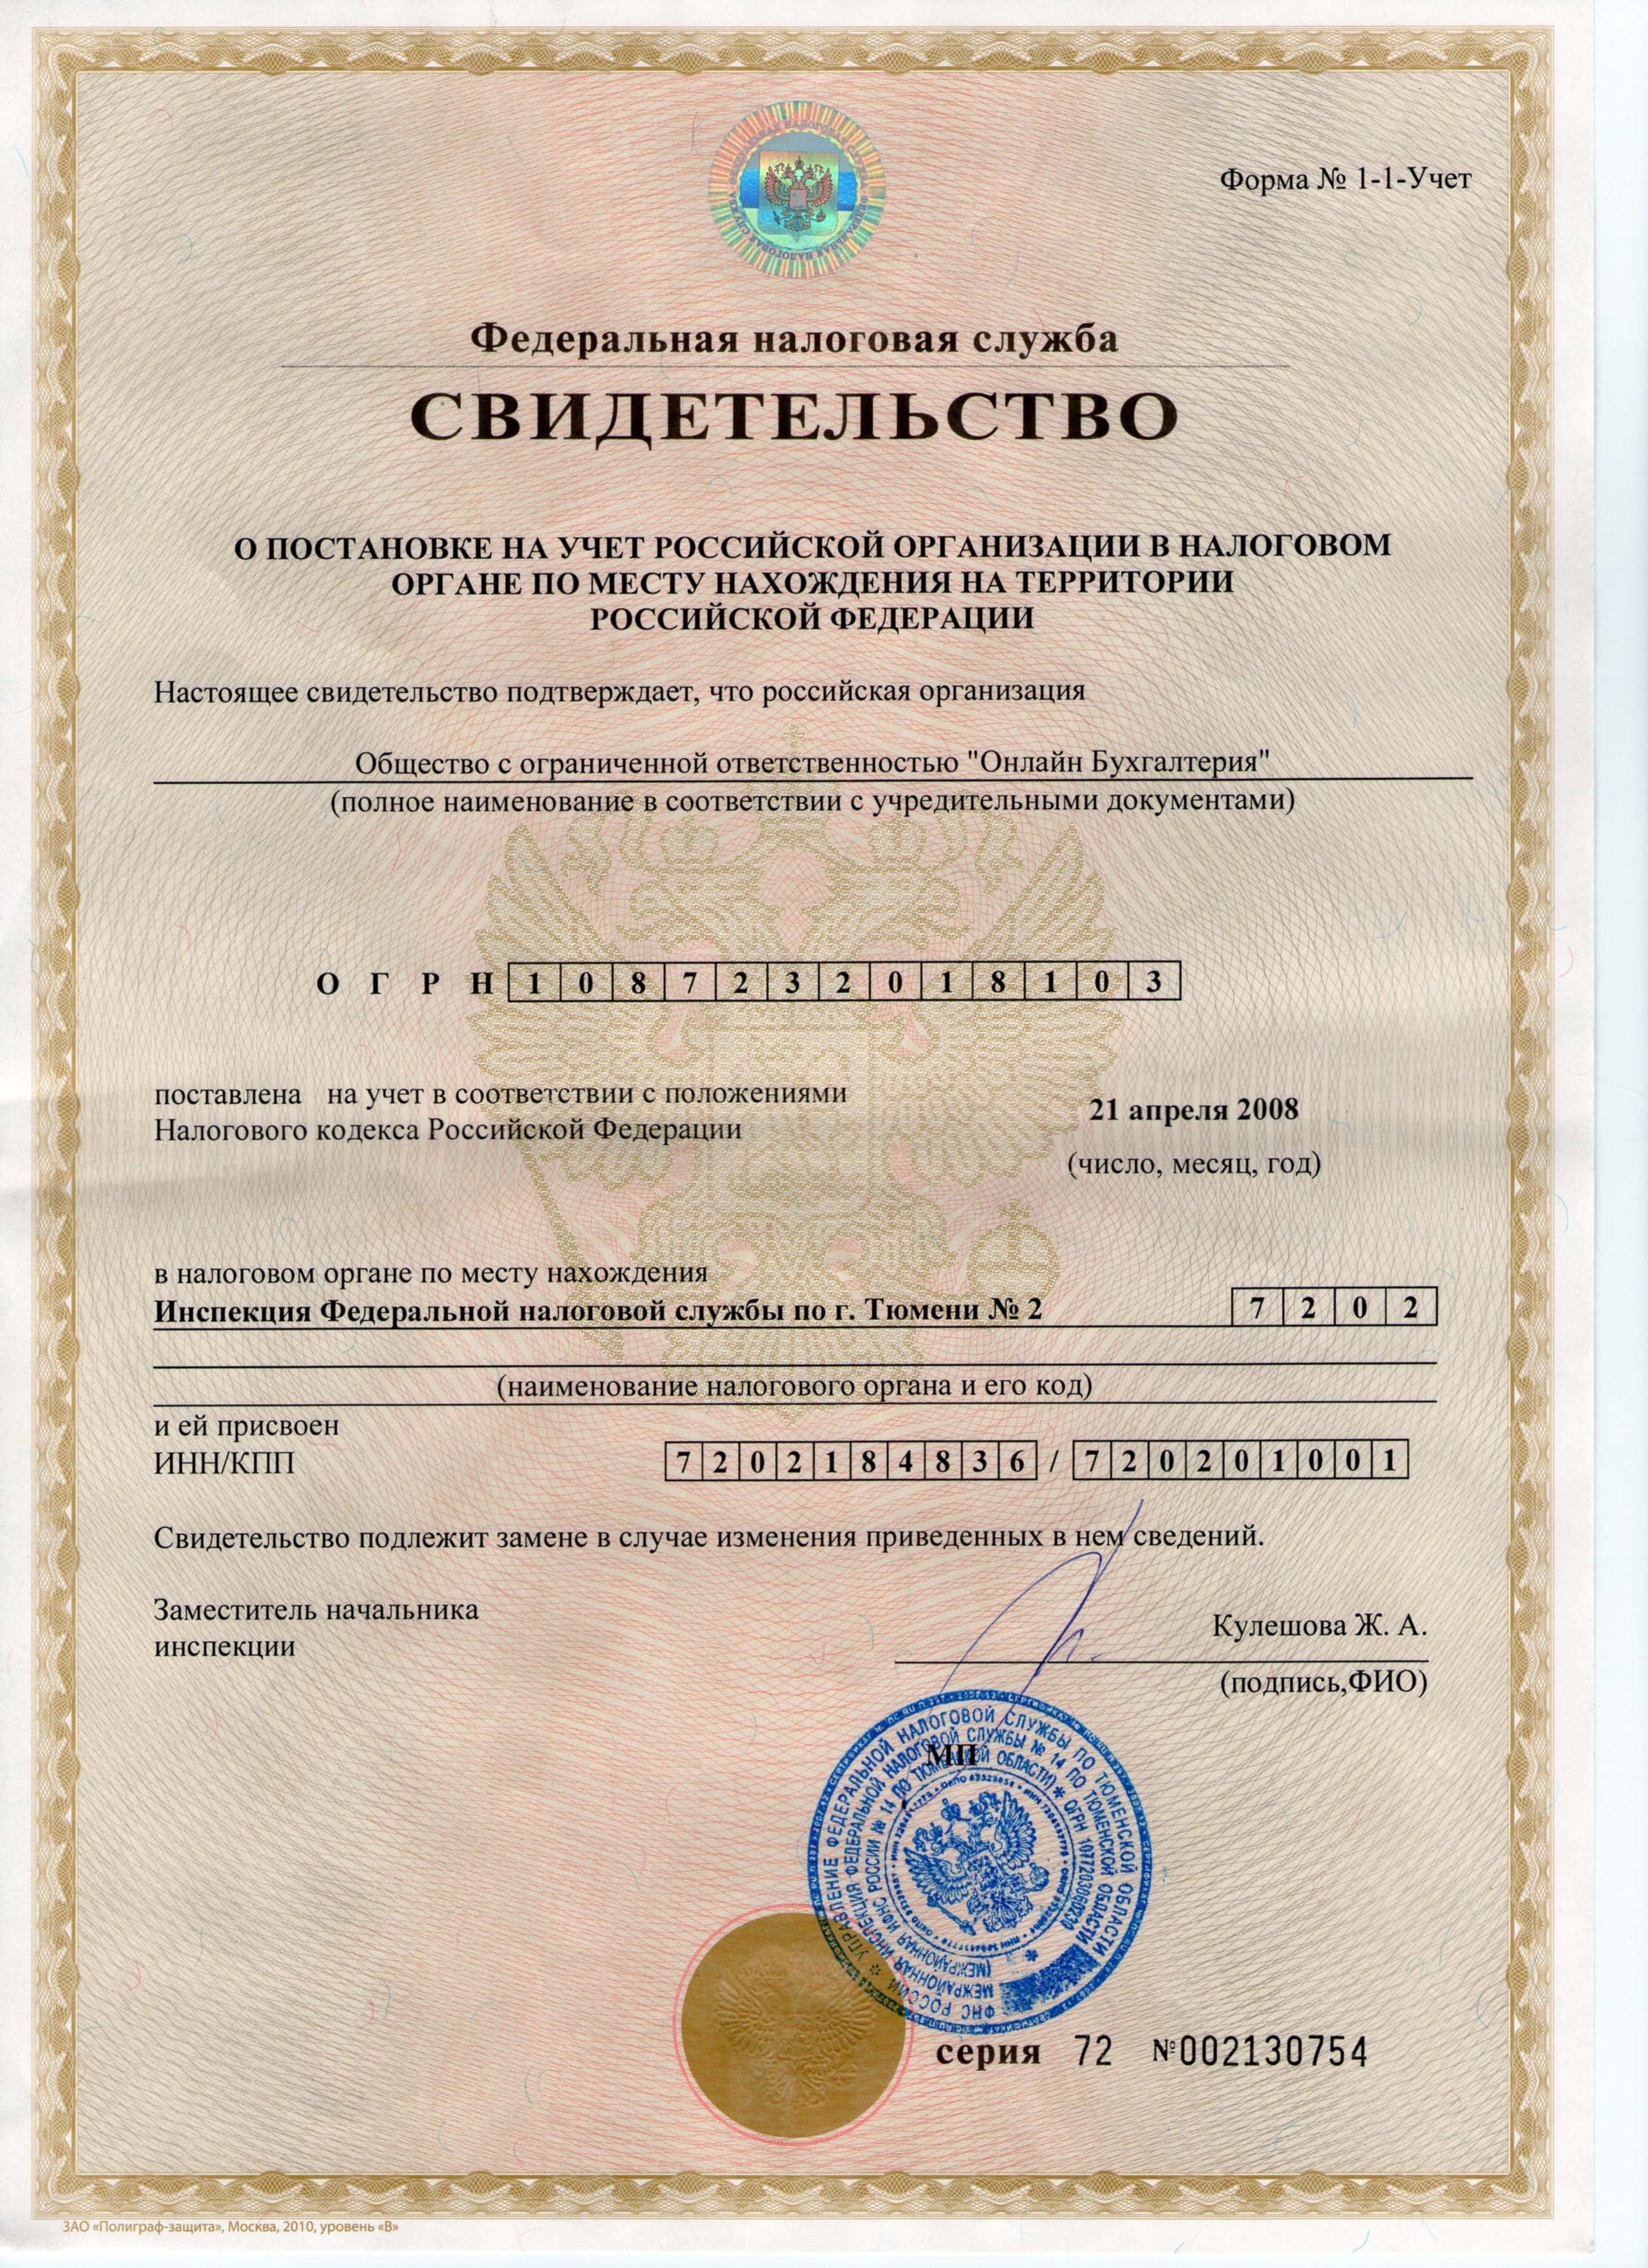 Форма № 1-1-Учет
Федеральная налоговая служба
СВИДЕТЕЛЬСТВО
О ПОСТАНОВКЕ НА УЧЕТ РОССИЙСКОЙ ОРГАНИЗАЦИИ В НАЛОГОВОМ
ОРГАНЕ ПО МЕСТУ НАХОЖДЕНИЯ НА ТЕРРИТОРИИ
РОССИЙСКОЙ ФЕДЕРАЦИИ
Настоящее свидетельство подтверждает, что российская организация
Общество с ограниченной ответственностью "Онлайн Бухгалтерия"
(полное наименование в соответствии с учредительными документами)
О Г Р Н 1 0 8 7 2 3 2 0 1 8 1 0 3
поставлена на учет в соответствии с положениями
Налогового кодекса Российской Федерации
21 апреля 2008
(число, месяц, год)
в налоговом органе по месту нахождения
Инспекция Федеральной налоговой службы по г. Тюмени № 2 7 2 0 2
(наименование налогового органа и его код)
и ей присвоен
ИНН/КПП 7 2 0 2 1 8 4 8 3 6 / 7 2 0 2 0 1 0 0 1
Свидетельство подлежит замене в случае изменения приведенных в нем сведений.
Заместитель начальника
инспекции
Кулешова Ж. А.
(подпись,ФИО)
МП
ФНС РОССИИ * УПРАВЛЕНИЕ ФЕДЕРАЛЬНОЙ НАЛОГОВОЙ СЛУЖБЫ ПО ТЮМЕНСКОЙ ОБЛАСТИ
МЕЖРАЙОННАЯ ИНСПЕКЦИЯ ФЕДЕРАЛЬНОЙ НАЛОГОВОЙ СЛУЖБЫ № 14 ПО ТЮМЕНСКОЙ ОБЛАСТИ
(МЕЖРАЙОННАЯ ИФНС РОССИИ № 14 ПО ТЮМЕНСКОЙ ОБЛАСТИ) * ОГРН 1077203060230 *
серия 72 №002130754
ЗАО «Полиграф-защита», Москва, 2010, уровень «В»